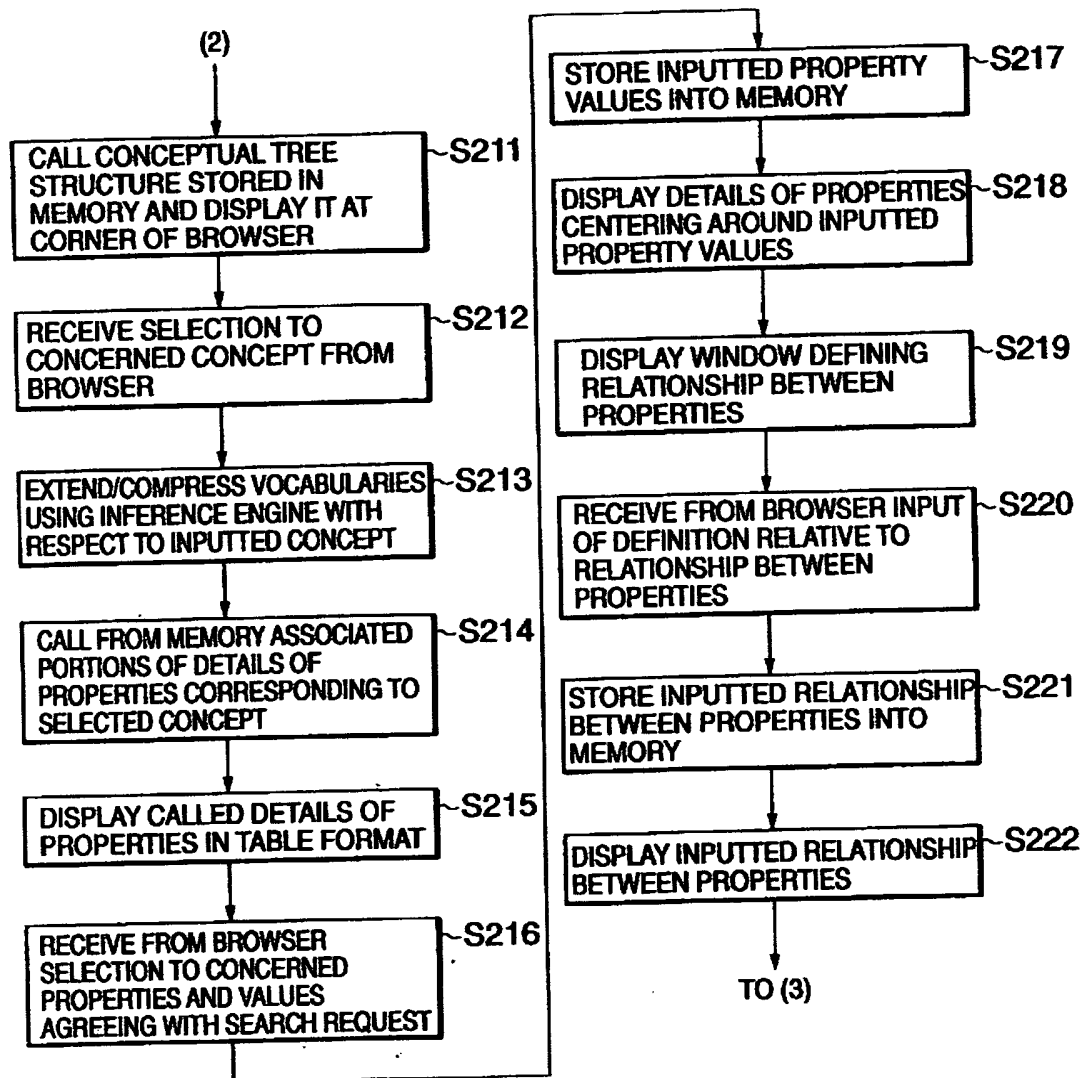 (2)
CALL CONCEPTUAL TREE
STRUCTURE STORED IN
MEMORY AND DISPLAY IT AT
CORNER OF BROWSER
S211
RECEIVE SELECTION TO
CONCERNED CONCEPT FROM
BROWSER
S212
EXTEND/COMPRESS VOCABULARIES
USING INFERENCE ENGINE WITH
RESPECT TO INPUTTED CONCEPT
S213
CALL FROM MEMORY ASSOCIATED
PORTIONS OF DETAILS OF
PROPERTIES CORRESPONDING TO
SELECTED CONCEPT
S214
DISPLAY CALLED DETAILS OF
PROPERTIES IN TABLE FORMAT
S215
RECEIVE FROM BROWSER
SELECTION TO CONCERNED
PROPERTIES AND VALUES
AGREEING WITH SEARCH REQUEST
S216
STORE INPUTTED PROPERTY
VALUES INTO MEMORY
S217
DISPLAY DETAILS OF PROPERTIES
CENTERING AROUND INPUTTED
PROPERTY VALUES
S218
DISPLAY WINDOW DEFINING
RELATIONSHIP BETWEEN
PROPERTIES
S219
RECEIVE FROM BROWSER INPUT
OF DEFINITION RELATIVE TO
RELATIONSHIP BETWEEN
PROPERTIES
S220
STORE INPUTTED RELATIONSHIP
BETWEEN PROPERTIES INTO
MEMORY
S221
DISPLAY INPUTTED RELATIONSHIP
BETWEEN PROPERTIES
S222
TO (3)